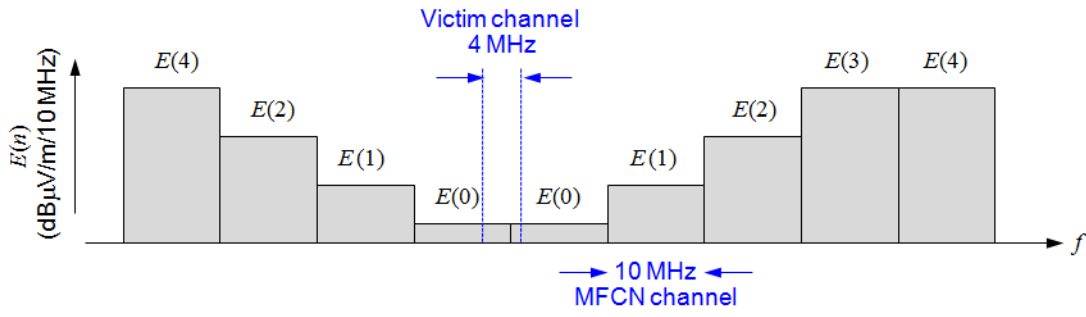 Victim channel
4 MHz
E(4) E(3) E(4)
E(2) E(2)
E(1) E(1)
E(0) E(0)
E(n)
(dBµV/m/10 MHz)
f
10 MHz
MFCN channel